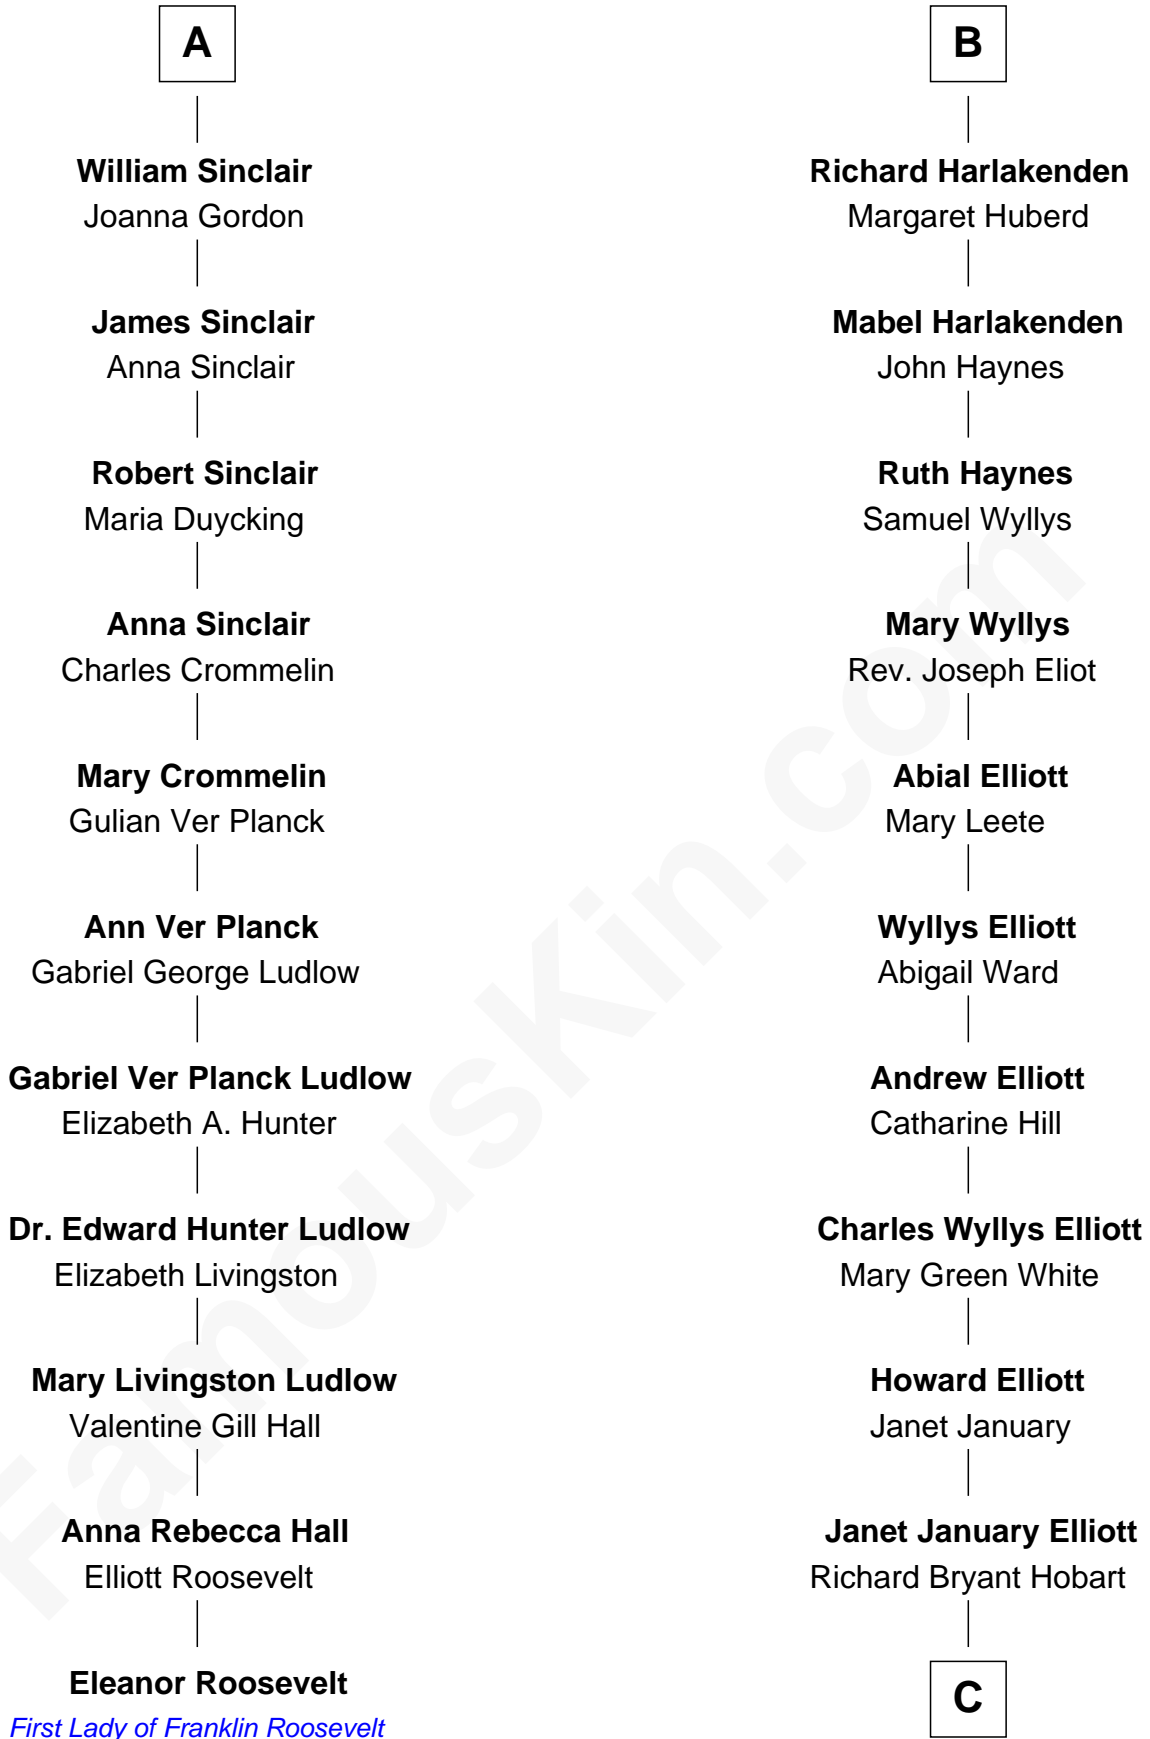 A
William Sinclair
Joanna Gordon
James Sinclair
Anna Sinclair
Robert Sinclair
Maria Duycking
Anna Sinclair
Charles Crommelin
Mary Crommelin
Gulian Ver Planck
Ann Ver Planck
Gabriel George Ludlow
Gabriel Ver Planck Ludlow
Elizabeth A. Hunter
Dr. Edward Hunter Ludlow
Elizabeth Livingston
Mary Livingston Ludlow
Valentine Gill Hall
Anna Rebecca Hall
Elliott Roosevelt
Eleanor Roosevelt
First Lady of Franklin Roosevelt
B
Richard Harlakenden
Margaret Huberd
Mabel Harlakenden
John Haynes
Ruth Haynes
Samuel Wyllys
Mary Wyllys
Rev. Joseph Eliot
Abial Elliott
Mary Leete
Wyllys Elliott
Abigail Ward
Andrew Elliott
Catharine Hill
Charles Wyllys Elliott
Mary Green White
Howard Elliott
Janet January
Janet January Elliott
Richard Bryant Hobart
C
FamousKin.com